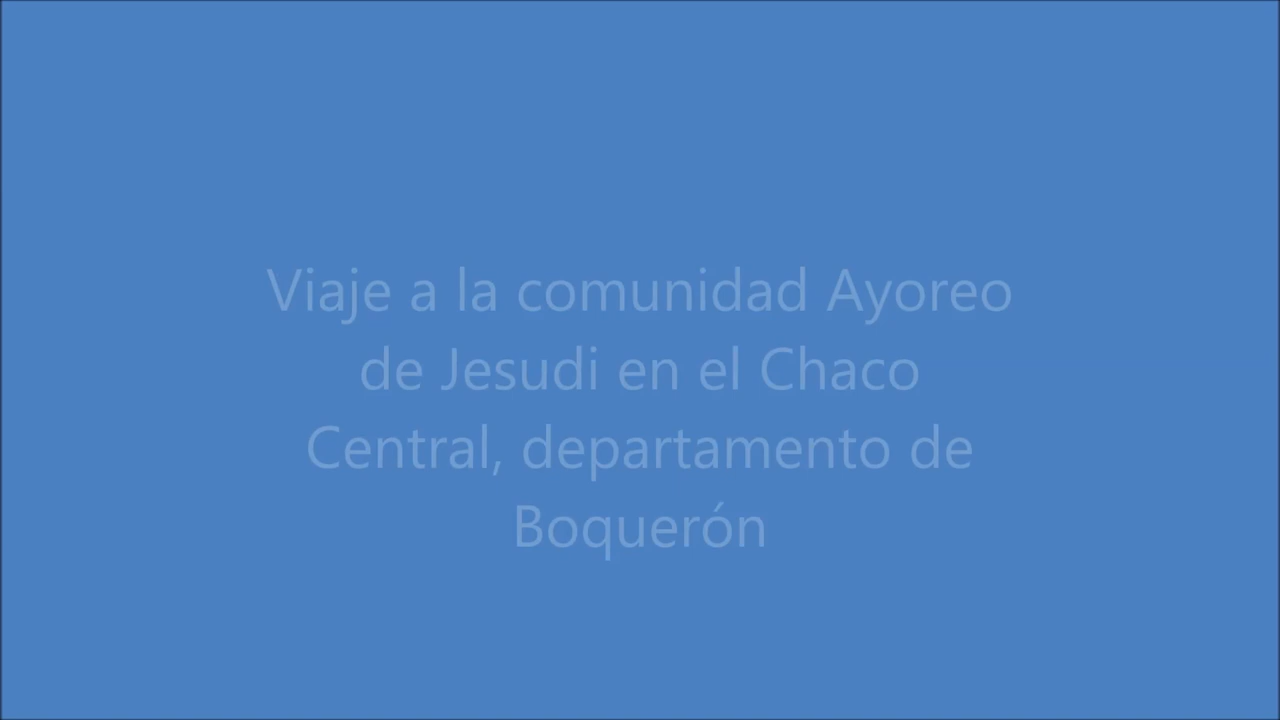 Viaje a la comunidad Ayoreo
de Jesudi en el Chaco
Central, departamento de
Boquerón